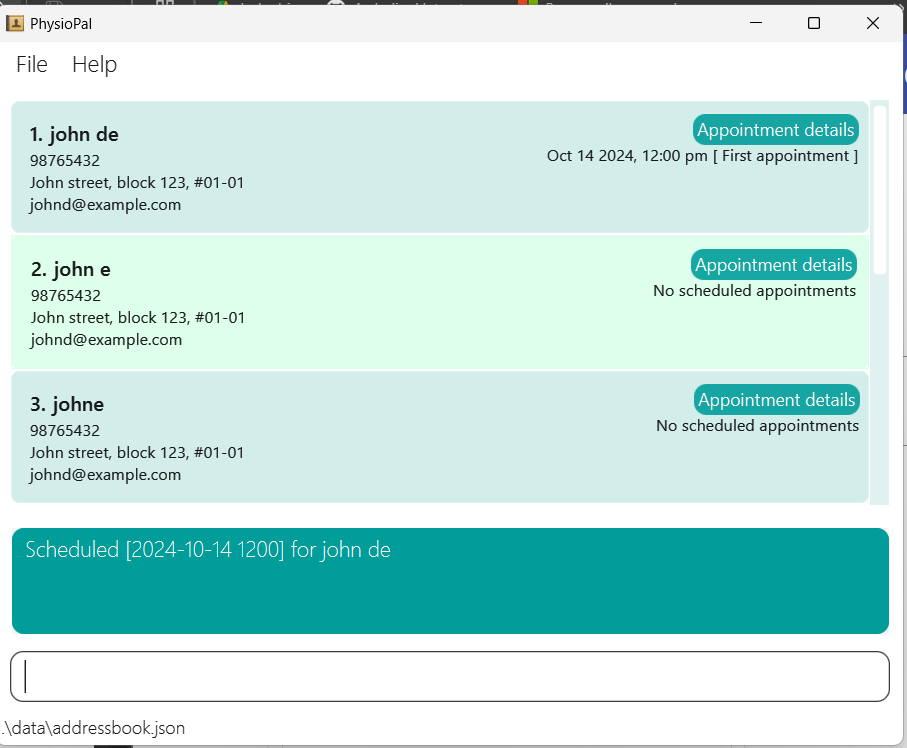 PhysioPal
File Help
1. john de
98765432
John street, block 123, #01-01
johnd@example.com
Appointment details
Oct 14 2024, 12:00 pm [ First appointment ]
2. john e
98765432
John street, block 123, #01-01
johnd@example.com
Appointment details
No scheduled appointments
3. johne
98765432
John street, block 123, #01-01
johnd@example.com
Appointment details
No scheduled appointments
Scheduled [2024-10-14 1200] for john de
.\data\addressbook.json